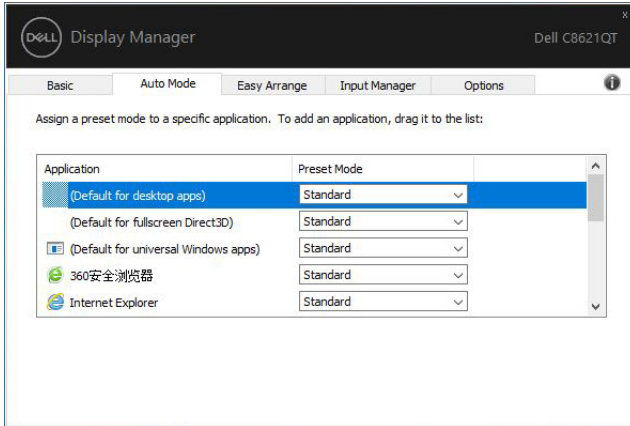 x
DELL Display Manager Dell C8621QT
Basic Auto Mode Easy Arrange Input Manager Options i
Assign a preset mode to a specific application. To add an application, drag it to the list:
Application Preset Mode
(Default for desktop apps) Standard
(Default for fullscreen Direct3D) Standard
(Default for universal Windows apps) Standard
360安全浏览器 Standard
Internet Explorer Standard